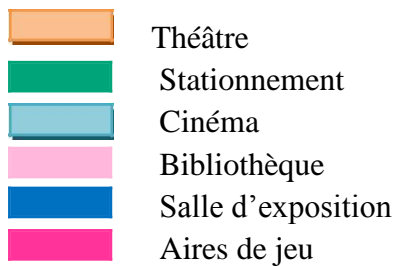 Théâtre
Stationnement
Cinéma
Bibliothèque
Salle d'exposition
Aires de jeu